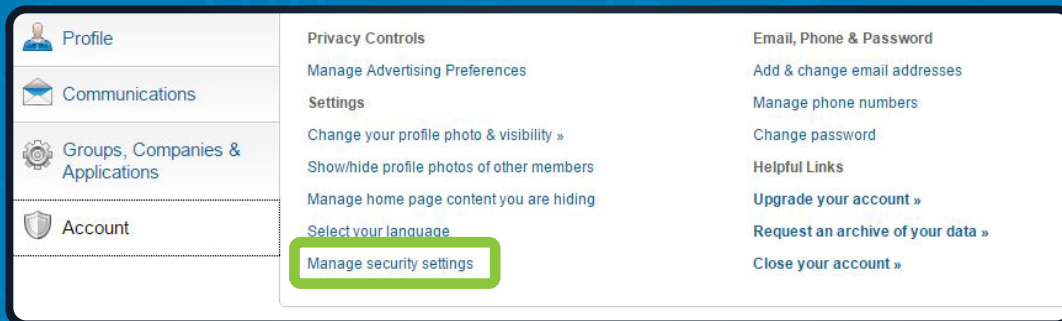 Profile
Communications
Groups, Companies &
Applications
Account
Privacy Controls
Manage Advertising Preferences
Settings
Change your profile photo & visibility »
Show/hide profile photos of other members
Manage home page content you are hiding
Select your language
Manage security settings
Email, Phone & Password
Add & change email addresses
Manage phone numbers
Change password
Helpful Links
Upgrade your account »
Request an archive of your data »
Close your account »